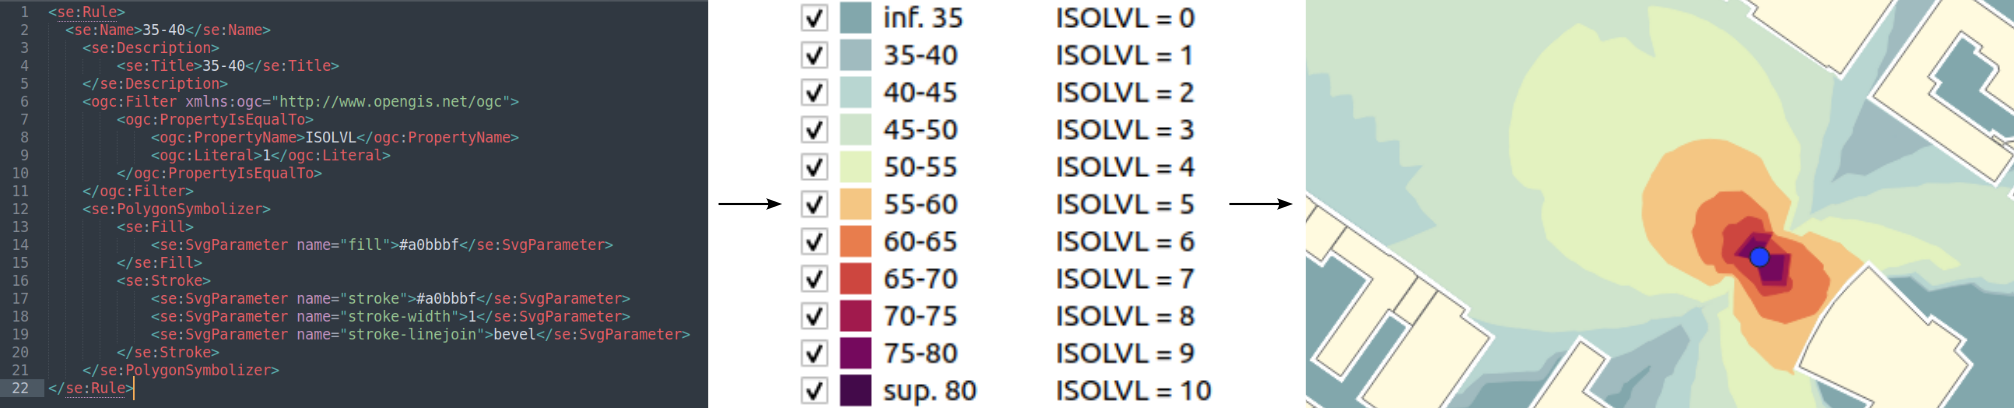 1 <se:Rule>
2 <se:Name>35-40</se:Name>
3 <se:Description>
4 <se:Title>35-40</se:Title>
5 </se:Description>
6 <ogc:Filter xmlns:ogc="http://www.opengis.net/ogc">
7 <ogc:PropertyIsEqualTo>
8 <ogc:PropertyName>ISOLVL</ogc:PropertyName>
9 <ogc:Literal>1</ogc:Literal>
10 </ogc:PropertyIsEqualTo>
11 </ogc:Filter>
12 <se:PolygonSymbolizer>
13 <se:Fill>
14 <se:SvgParameter name="fill">#a0bbbf</se:SvgParameter>
15 </se:Fill>
16 <se:Stroke>
17 <se:SvgParameter name="stroke">#a0bbbf</se:SvgParameter>
18 <se:SvgParameter name="stroke-width">1</se:SvgParameter>
19 <se:SvgParameter name="stroke-linejoin">bevel</se:SvgParameter>
20 </se:Stroke>
21 </se:PolygonSymbolizer>
22 </se:Rule>
inf. 35 ISOLVL = 0
35-40 ISOLVL = 1
40-45 ISOLVL = 2
45-50 ISOLVL = 3
50-55 ISOLVL = 4
55-60 ISOLVL = 5
60-65 ISOLVL = 6
65-70 ISOLVL = 7
70-75 ISOLVL = 8
75-80 ISOLVL = 9
sup. 80 ISOLVL = 10